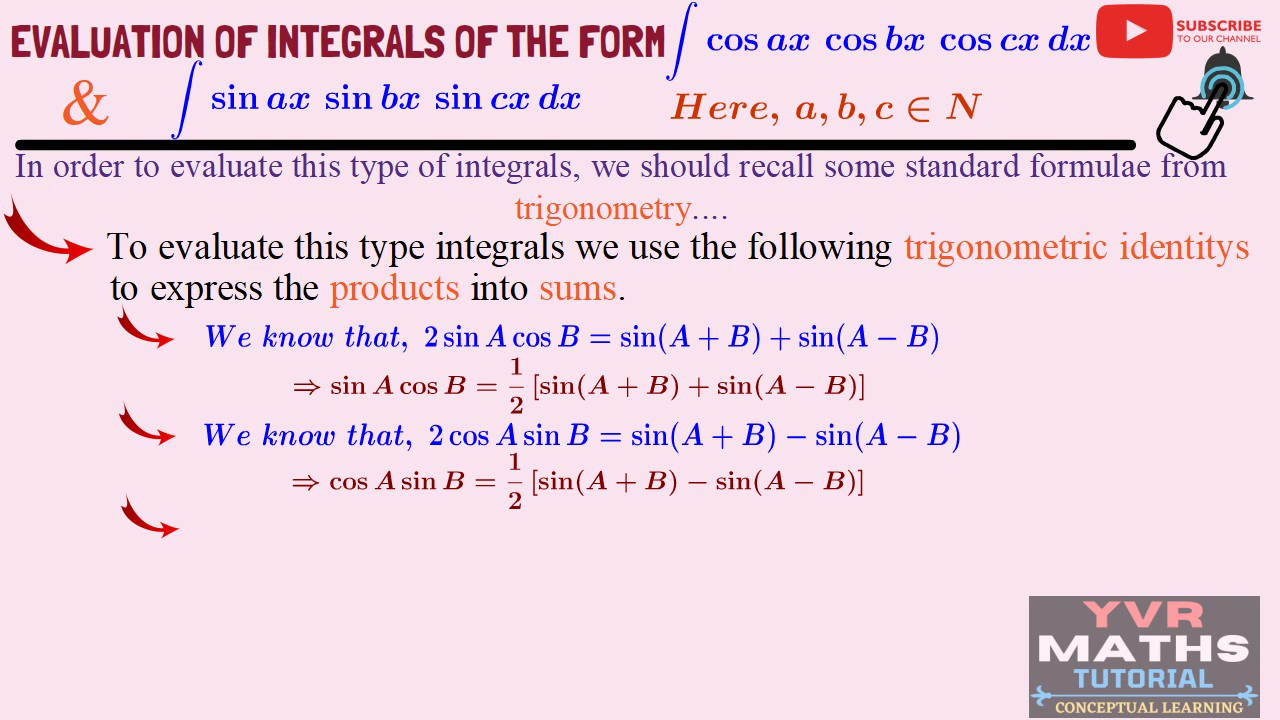 EVALUATION OF INTEGRALS OF THE FORM ∫ cos ax cos bx cos cx dx
SUBSCRIBE
TO OUR CHANNEL
& ∫ sin ax sin bx sin cx dx Here, a, b, c ∈ N
In order to evaluate this type of integrals, we should recall some standard formulae from
trigonometry....
To evaluate this type integrals we use the following trigonometric identitys
to express the products into sums.
We know that, 2 sin A cos B = sin(A + B) + sin(A − B)
⇒ sin A cos B = 1/2 [sin(A + B) + sin(A − B)]
We know that, 2 cos A sin B = sin(A + B) − sin(A − B)
⇒ cos A sin B = 1/2 [sin(A + B) − sin(A − B)]
YVR
MATHS
TUTORIAL
CONCEPTUAL LEARNING